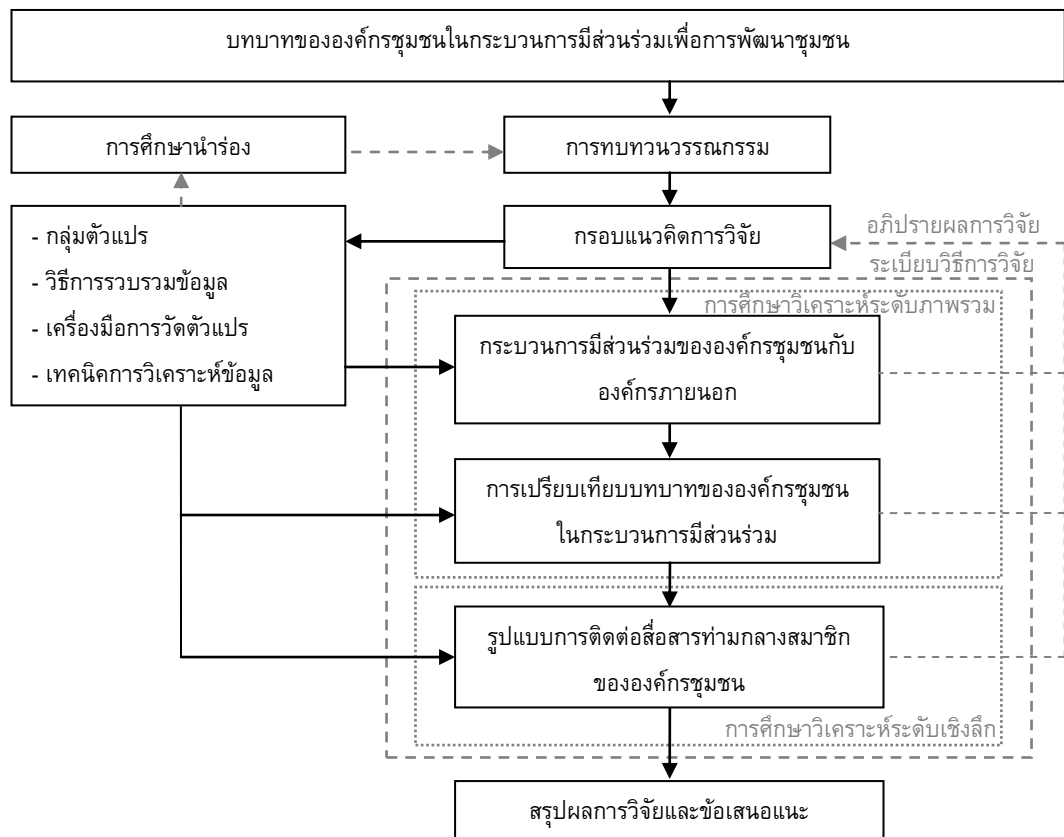 บทบาทขององค์กรชุมชนในกระบวนการมีส่วนร่วมเพื่อการพัฒนาชุมชน
การศึกษานำร่อง
การทบทวนวรรณกรรม
- กลุ่มตัวแปร
- วิธีการรวบรวมข้อมูล
- เครื่องมือการวัดตัวแปร
- เทคนิคการวิเคราะห์ข้อมูล
กรอบแนวคิดการวิจัย
อภิปรายผลการวิจัย
ระเบียบวิธีการวิจัย
การศึกษาวิเคราะห์ระดับภาพรวม
กระบวนการมีส่วนร่วมขององค์กรชุมชนกับ
องค์กรภายนอก
การเปรียบเทียบบทบาทขององค์กรชุมชน
ในกระบวนการมีส่วนร่วม
รูปแบบการติดต่อสื่อสารท่ามกลางสมาชิก
ขององค์กรชุมชน
การศึกษาวิเคราะห์ระดับเชิงลึก
สรุปผลการวิจัยและข้อเสนอแนะ